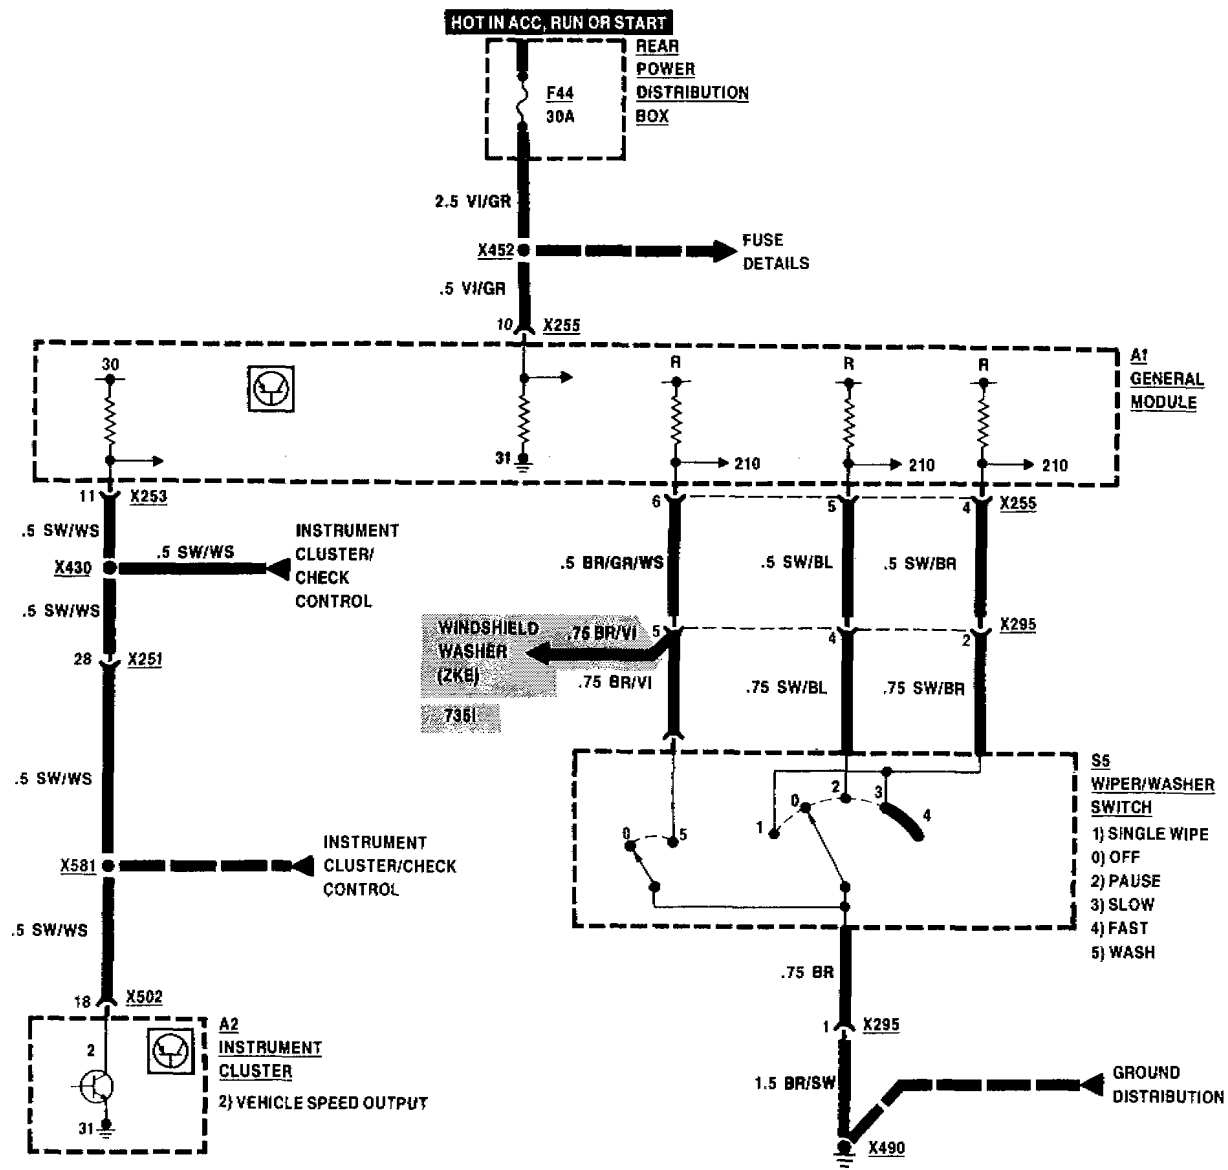 HOT IN ACC, RUN OR START
REAR
POWER
DISTRIBUTION
BOX
F44
30A
2.5 VI/GR
X452
FUSE
DETAILS
.5 VI/GR
10 X255
A1
GENERAL
MODULE
30
R
R
R
31
210
210
210
11 X253
6
5
4 X255
.5 SW/WS
.5 SW/WS
INSTRUMENT
CLUSTER/
CHECK
CONTROL
X430
.5 BR/GR/WS
.5 SW/BL
.5 SW/BR
.5 SW/WS
WINDSHIELD
WASHER
(ZKE)
735I
.75 BR/VI
5
4
2 X295
28 X251
.75 BR/VI
.75 SW/BL
.75 SW/BR
.5 SW/WS
S5
WIPER/WASHER
SWITCH
1) SINGLE WIPE
0) OFF
2) PAUSE
3) SLOW
4) FAST
5) WASH
0
5
1
0
2
3
4
X581
INSTRUMENT
CLUSTER/CHECK
CONTROL
.5 SW/WS
.75 BR
18 X502
1 X295
A2
INSTRUMENT
CLUSTER
2) VEHICLE SPEED OUTPUT
2
31
1.5 BR/SW
GROUND
DISTRIBUTION
X490